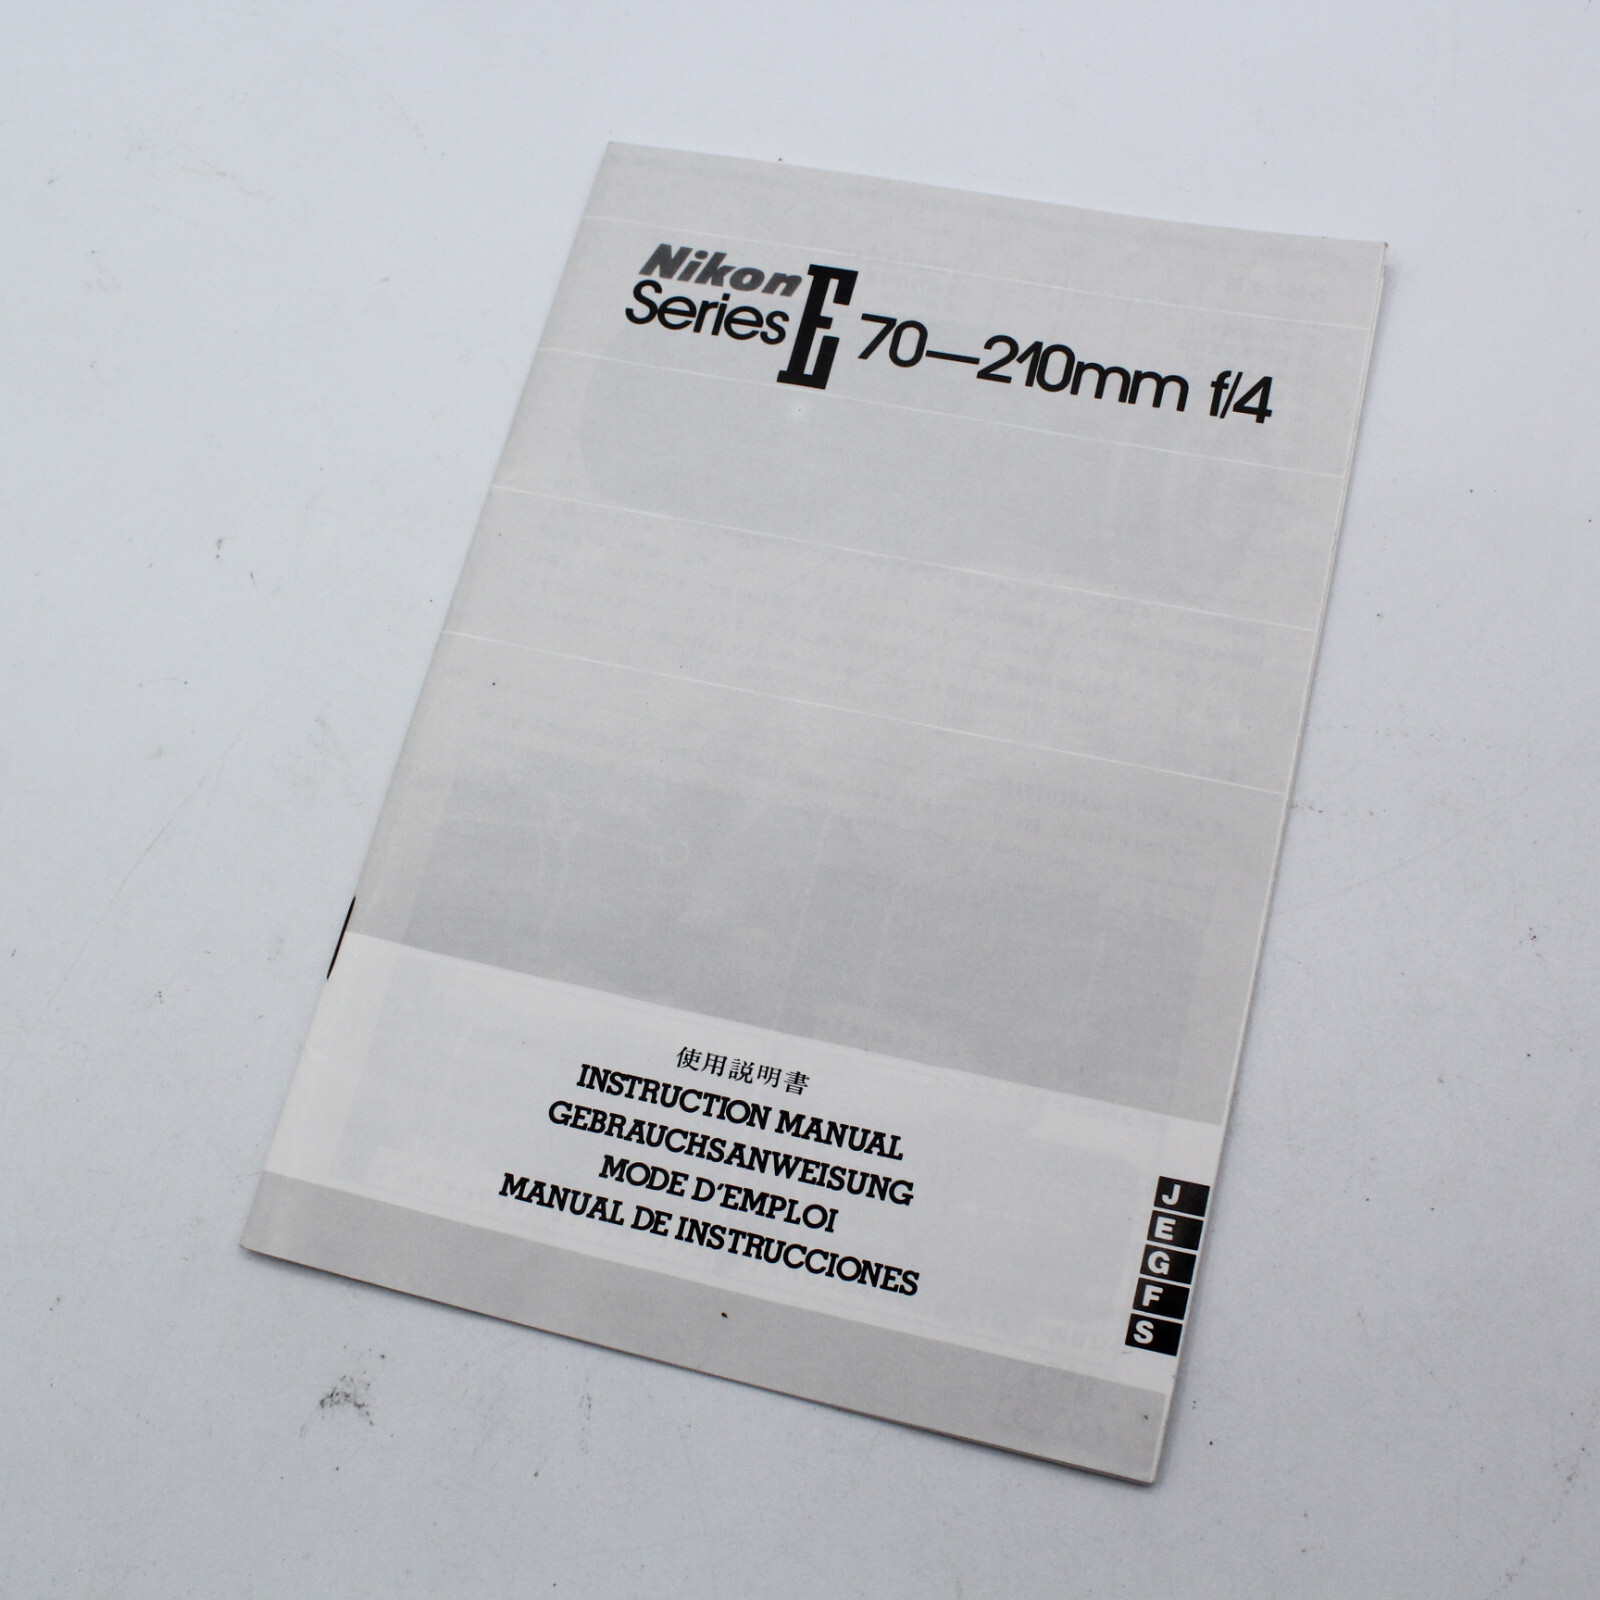 Nikon
Series E 70—210mm f/4
使用説明書
INSTRUCTION MANUAL
GEBRAUCHSANWEISUNG
MODE D'EMPLOI
MANUAL DE INSTRUCCIONES
J
E
G
F
S